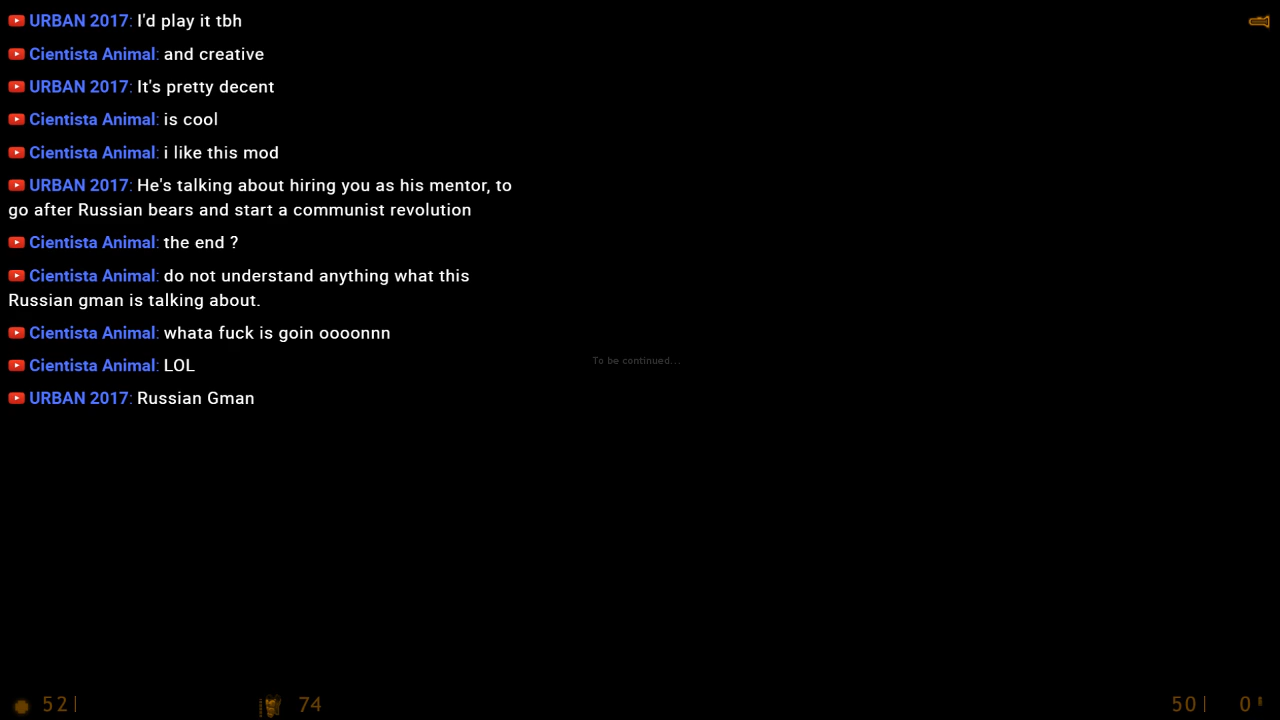 URBAN 2017: I'd play it tbh
Cientista Animal: and creative
URBAN 2017: It's pretty decent
Cientista Animal: is cool
Cientista Animal: i like this mod
URBAN 2017: He's talking about hiring you as his mentor, to
go after Russian bears and start a communist revolution
Cientista Animal: the end ?
Cientista Animal: do not understand anything what this
Russian gman is talking about.
Cientista Animal: whata fuck is goin oooonnn
To be continued...
Cientista Animal: LOL
URBAN 2017: Russian Gman
52| 74 50| 0